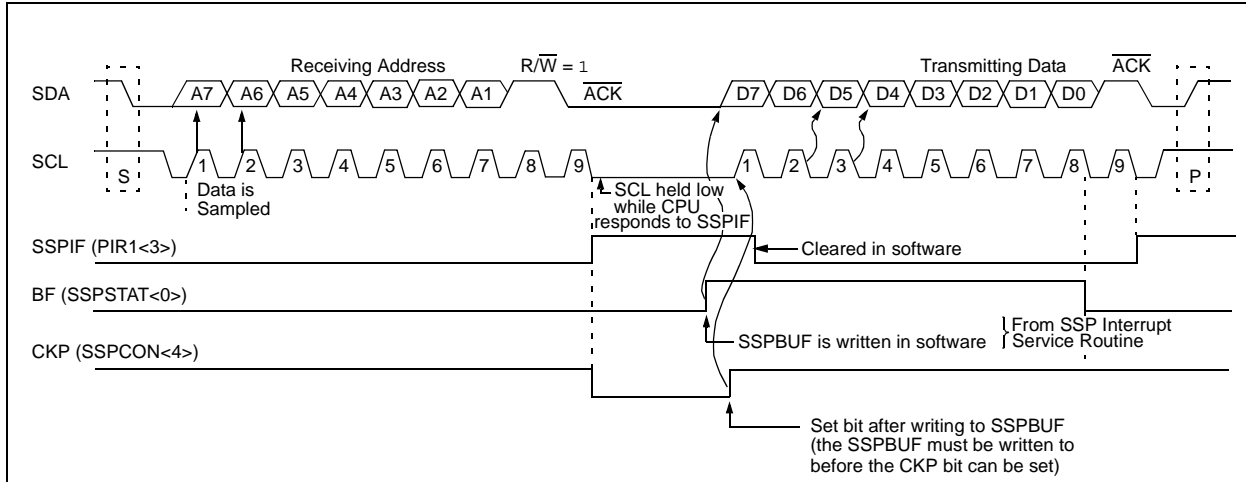 Receiving Address R/W = 1 Transmitting Data ACK
SDA A7 A6 A5 A4 A3 A2 A1 ACK D7 D6 D5 D4 D3 D2 D1 D0
SCL 1 2 3 4 5 6 7 8 9 1 2 3 4 5 6 7 8 9
S P
Data is
Sampled
SCL held low
while CPU
responds to SSPIF
SSPIF (PIR1<3>)
Cleared in software
BF (SSPSTAT<0>)
SSPBUF is written in software
From SSP Interrupt
Service Routine
CKP (SSPCON<4>)
Set bit after writing to SSPBUF
(the SSPBUF must be written to
before the CKP bit can be set)